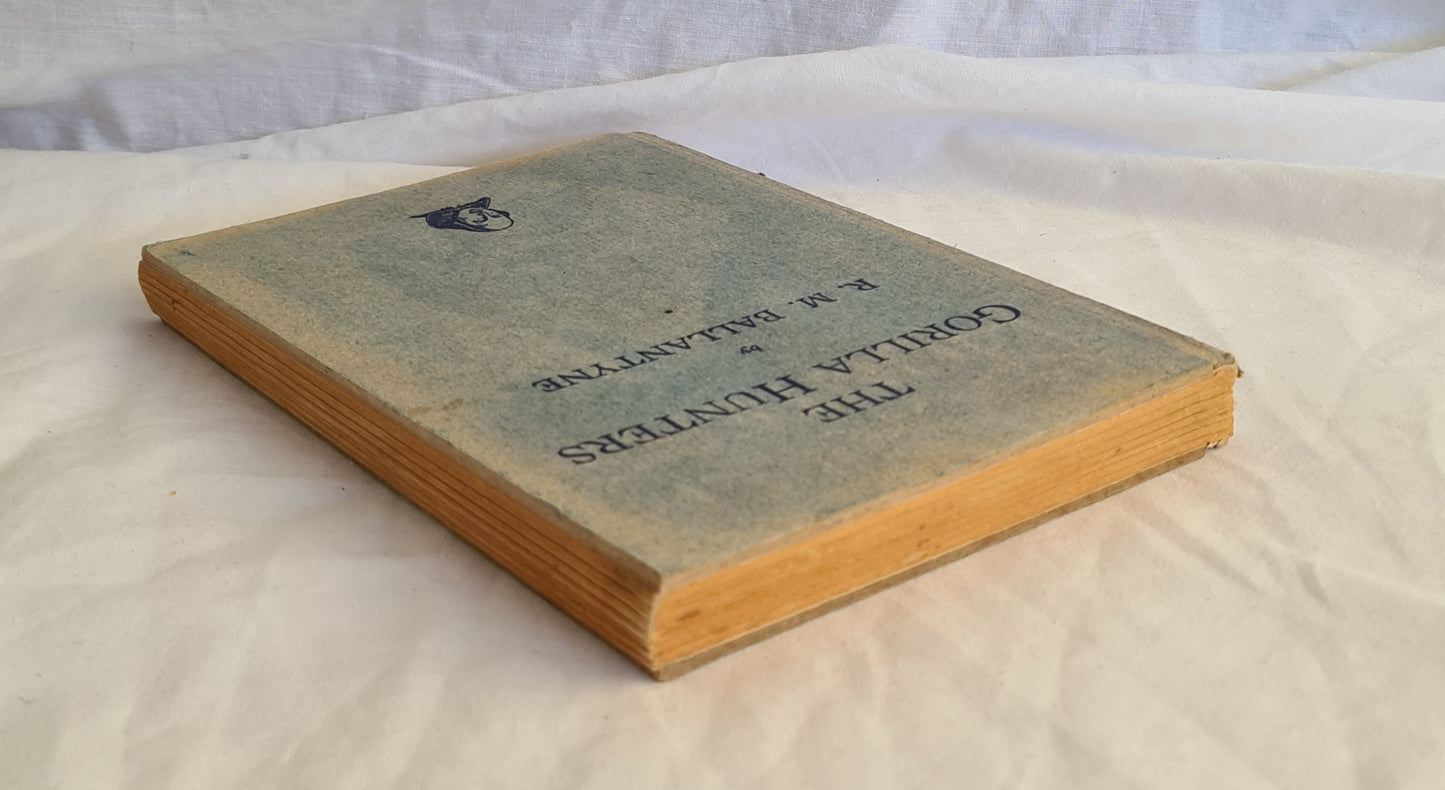 THE
GORILLA HUNTERS
by
R. M. BALLANTYNE